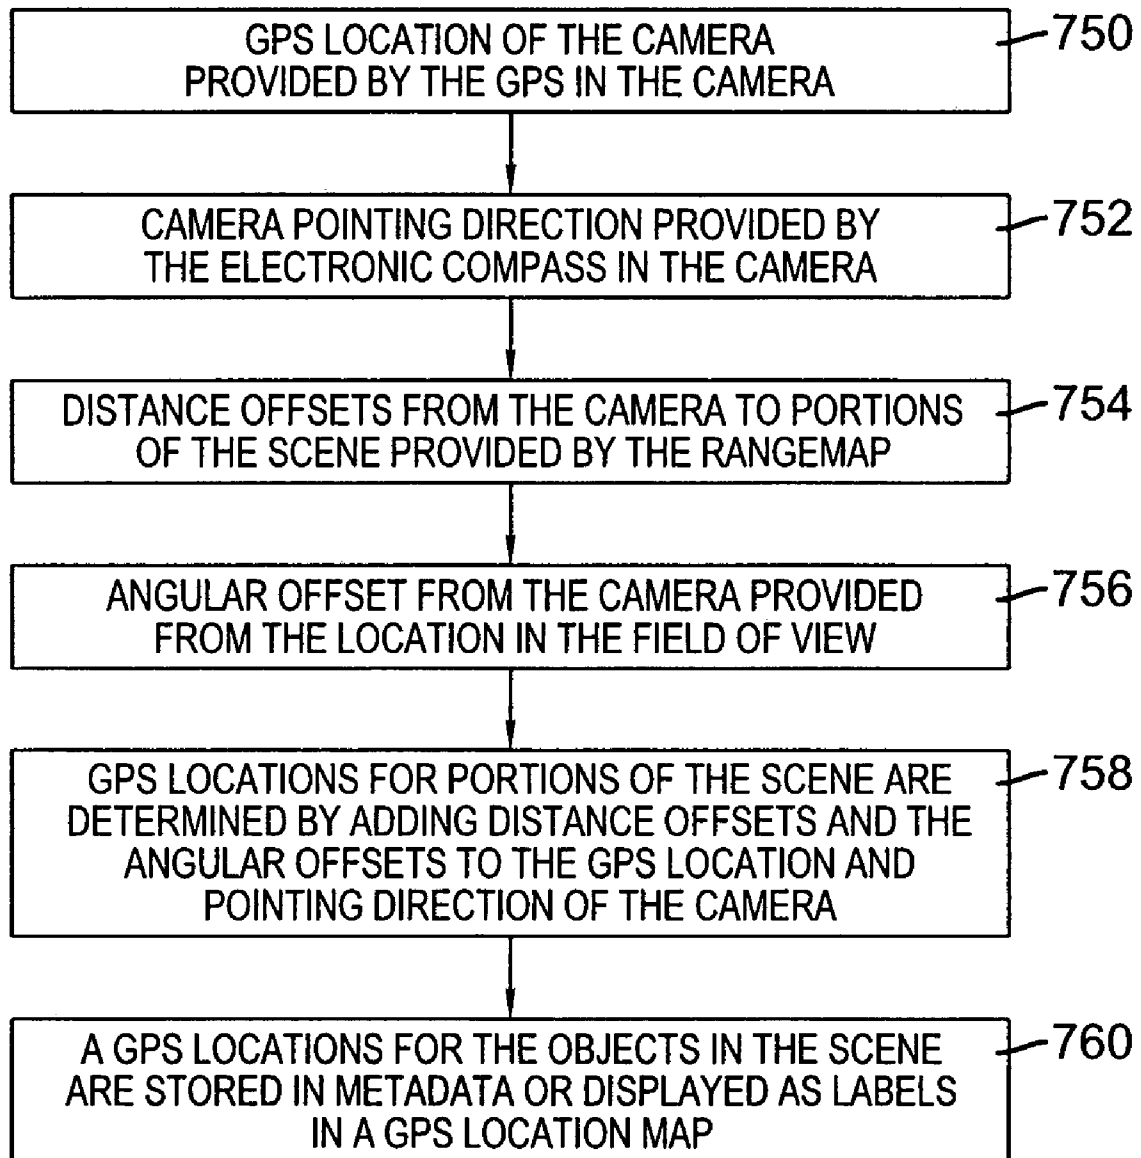 GPS LOCATION OF THE CAMERA
PROVIDED BY THE GPS IN THE CAMERA
750
CAMERA POINTING DIRECTION PROVIDED BY
THE ELECTRONIC COMPASS IN THE CAMERA
752
DISTANCE OFFSETS FROM THE CAMERA TO PORTIONS
OF THE SCENE PROVIDED BY THE RANGEMAP
754
ANGULAR OFFSET FROM THE CAMERA PROVIDED
FROM THE LOCATION IN THE FIELD OF VIEW
756
GPS LOCATIONS FOR PORTIONS OF THE SCENE ARE
DETERMINED BY ADDING DISTANCE OFFSETS AND THE
ANGULAR OFFSETS TO THE GPS LOCATION AND
POINTING DIRECTION OF THE CAMERA
758
A GPS LOCATIONS FOR THE OBJECTS IN THE SCENE
ARE STORED IN METADATA OR DISPLAYED AS LABELS
IN A GPS LOCATION MAP
760